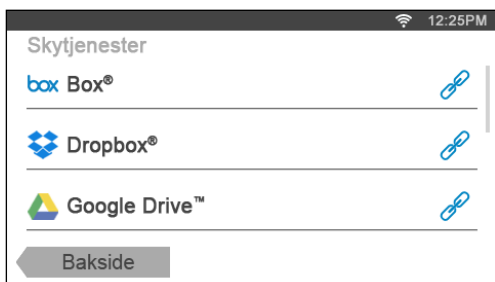 12:25PM
Skytjenester
box Box®
Dropbox®
Google Drive™
Bakside